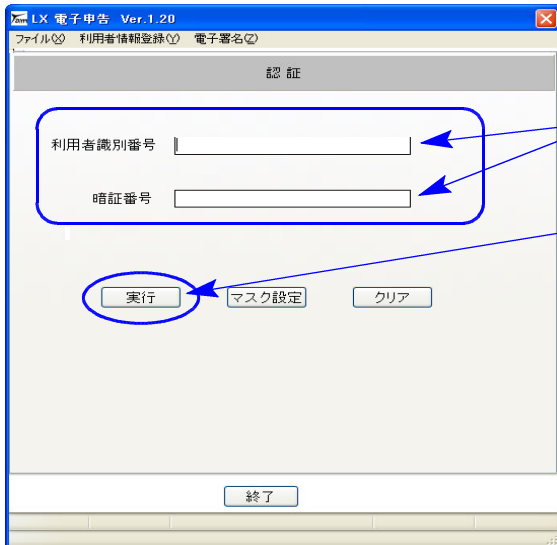 LX 電子申告 Ver.1.20
ファイル(X) 利用者情報登録(Y) 電子署名(Z)
認 証
利用者識別番号
暗証番号
実行 マスク設定 クリア
終了